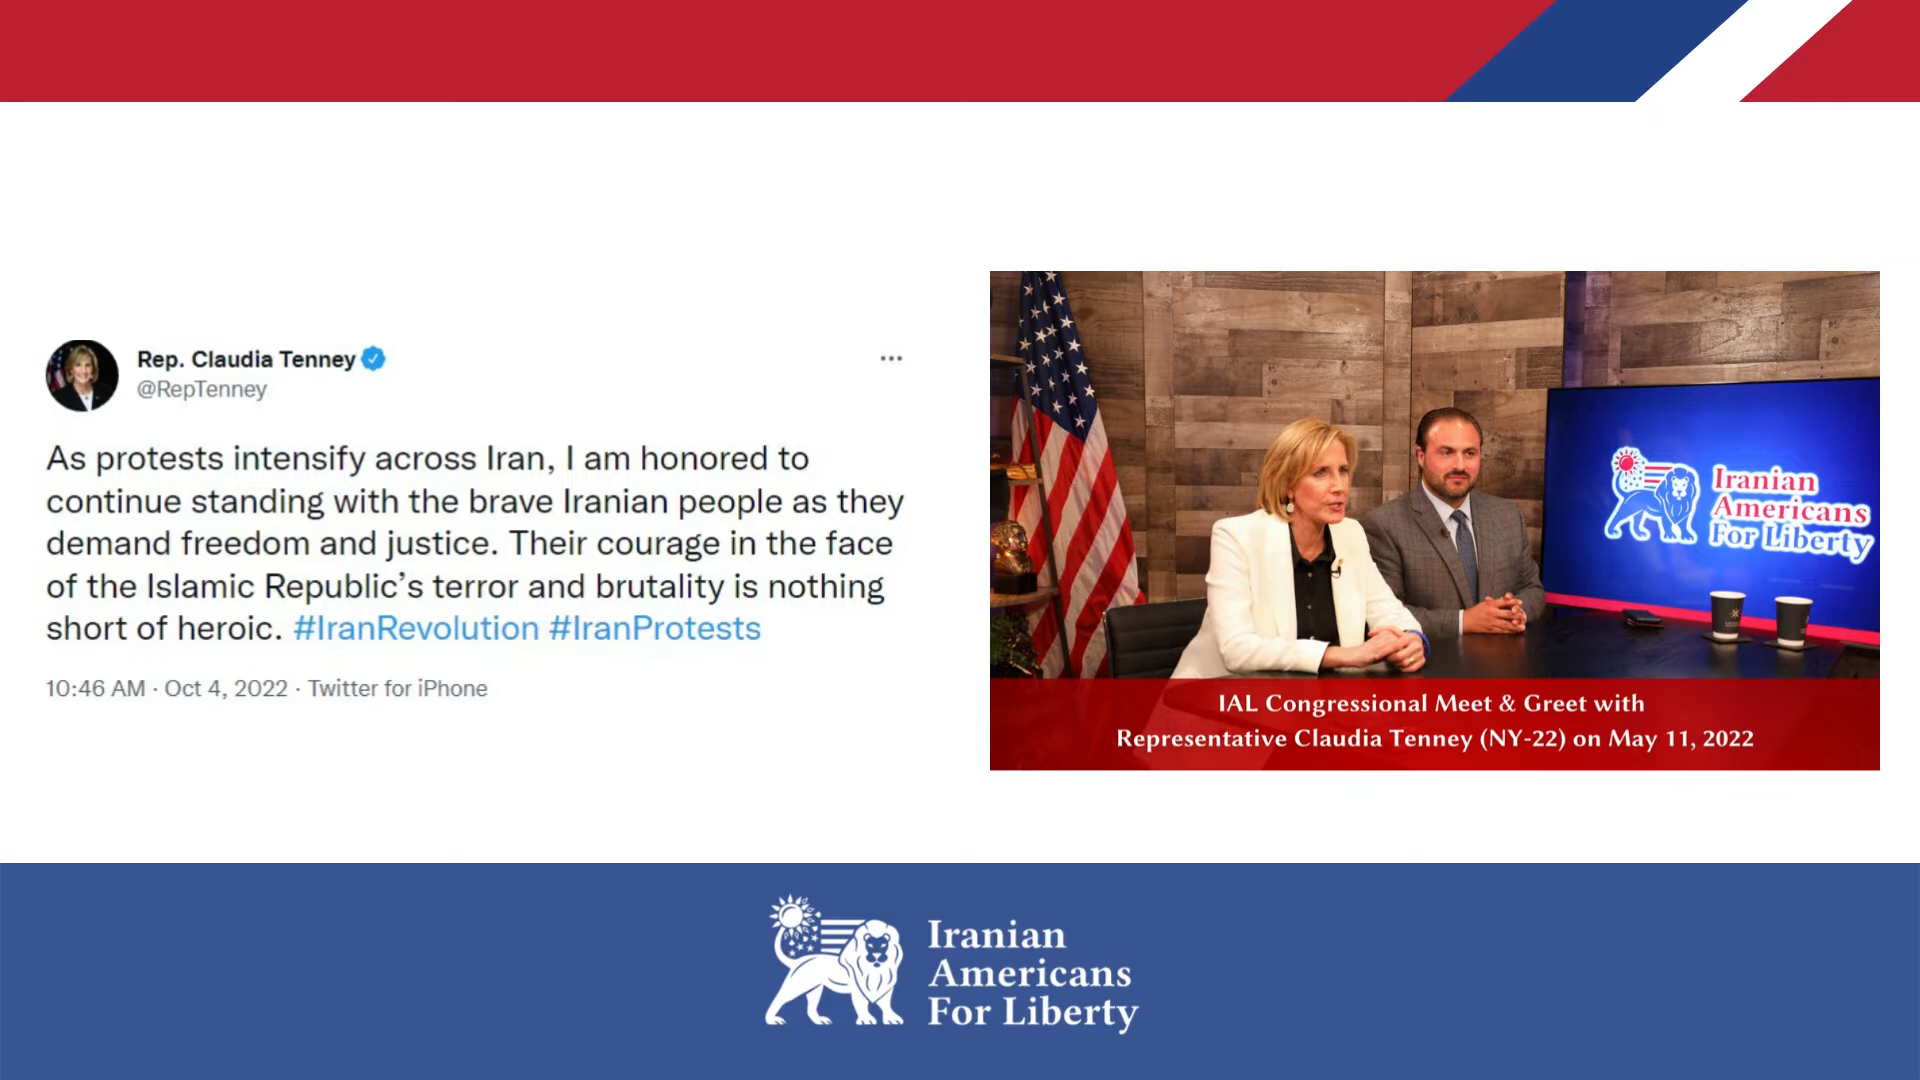 Rep. Claudia Tenney
@RepTenney
As protests intensify across Iran, I am honored to
continue standing with the brave Iranian people as they
demand freedom and justice. Their courage in the face
of the Islamic Republic’s terror and brutality is nothing
short of heroic. #IranRevolution #IranProtests
10:46 AM · Oct 4, 2022 · Twitter for iPhone
Iranian
Americans
For Liberty
IAL Congressional Meet & Greet with
Representative Claudia Tenney (NY-22) on May 11, 2022
Iranian
Americans
For Liberty